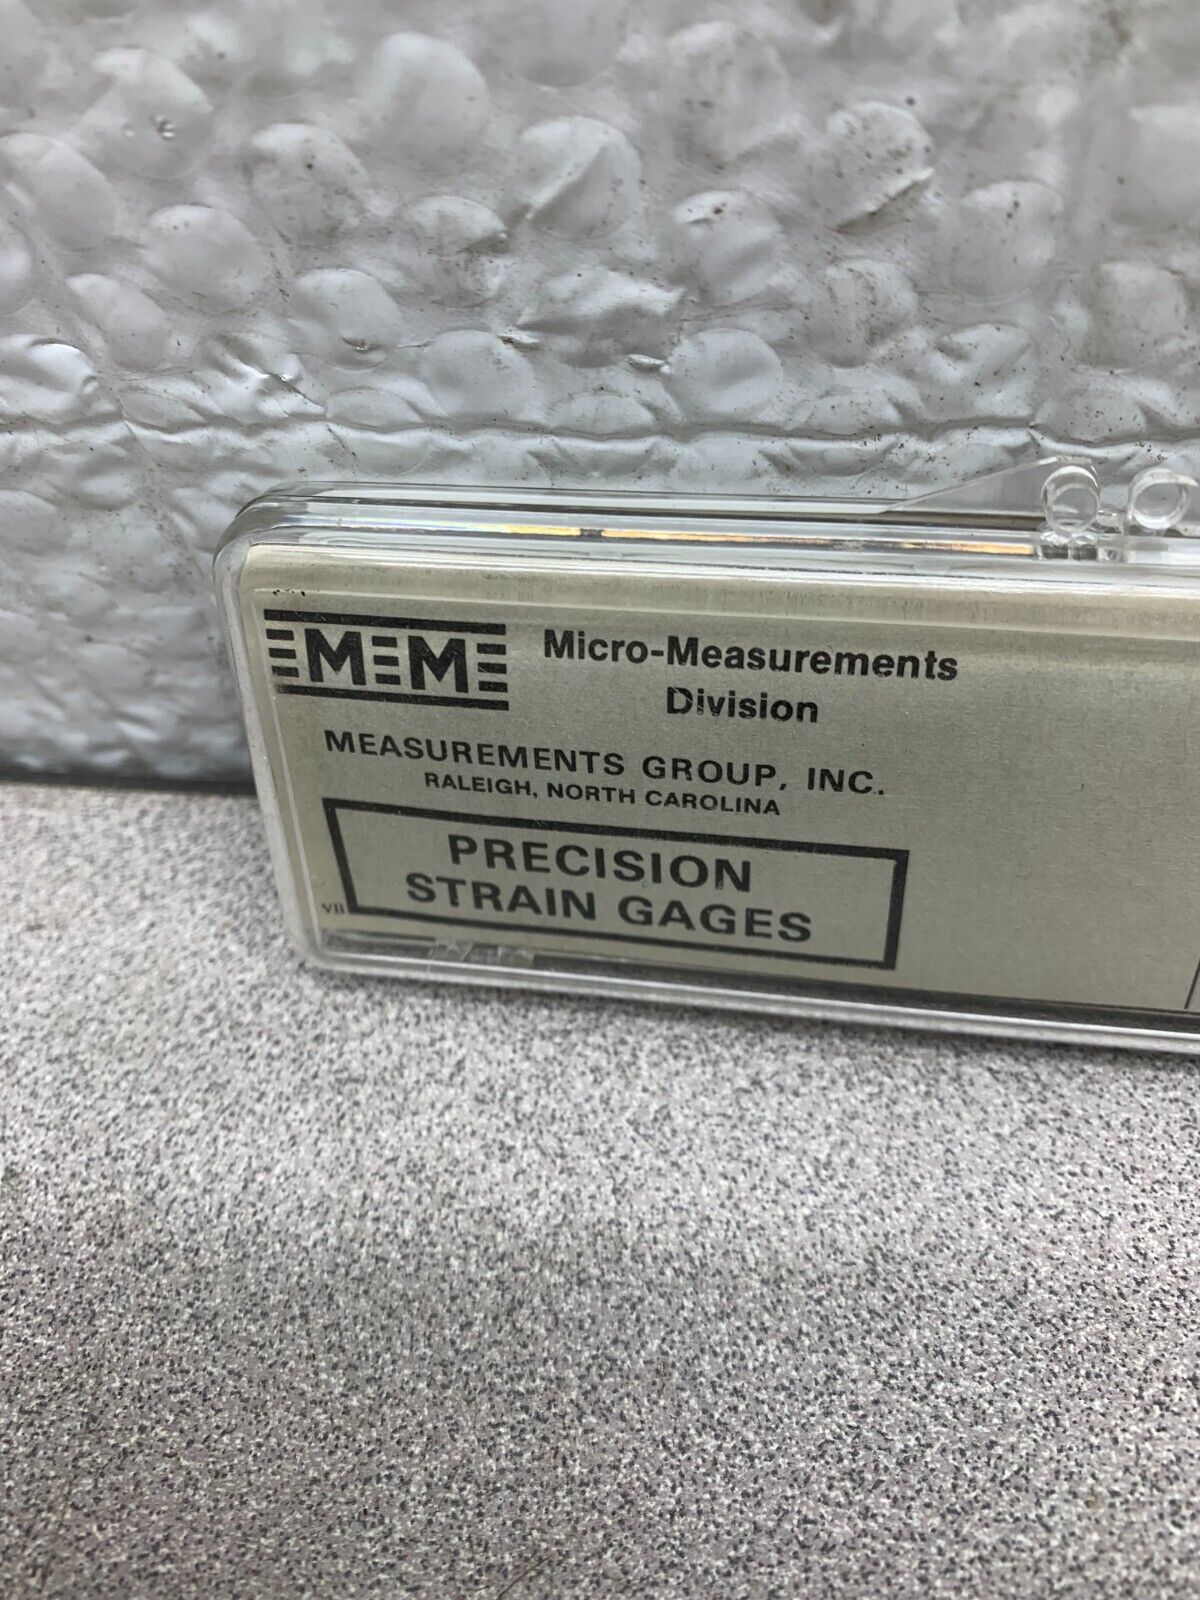 MM
Micro-Measurements
Division
MEASUREMENTS GROUP, INC.
RALEIGH, NORTH CAROLINA
PRECISION
STRAIN GAGES
VII